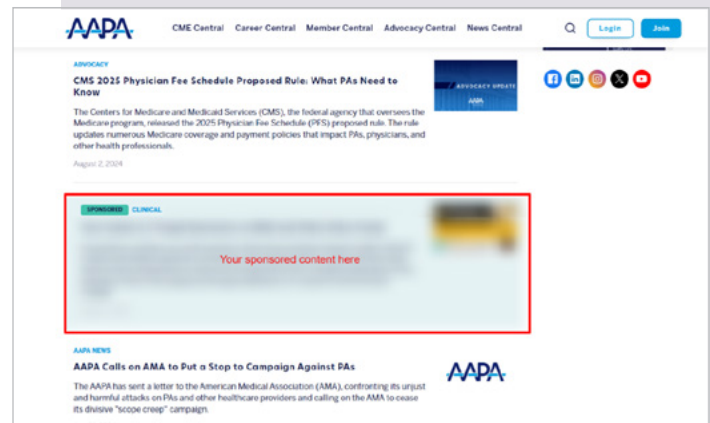 AAPA
CME Central Career Central Member Central Advocacy Central News Central
Login Join
ADVOCACY
CMS 2025 Physician Fee Schedule Proposed Rule: What PAs Need to
Know
ADVOCACY UPDATE
AAPA
The Centers for Medicare and Medicaid Services (CMS), the federal agency that oversees the
Medicare program, released the 2025 Physician Fee Schedule (PFS) proposed rule. The rule
updates numerous Medicare coverage and payment policies that impact PAs, physicians, and
other health professionals.
August 2, 2024
SPONSORED CLINICAL
Your sponsored content here
AAPA NEWS
AAPA Calls on AMA to Put a Stop to Campaign Against PAs
AAPA
The AAPA has sent a letter to the American Medical Association (AMA), confronting its unjust
and harmful attacks on PAs and other healthcare providers and calling on the AMA to cease
its divisive "scope creep" campaign.